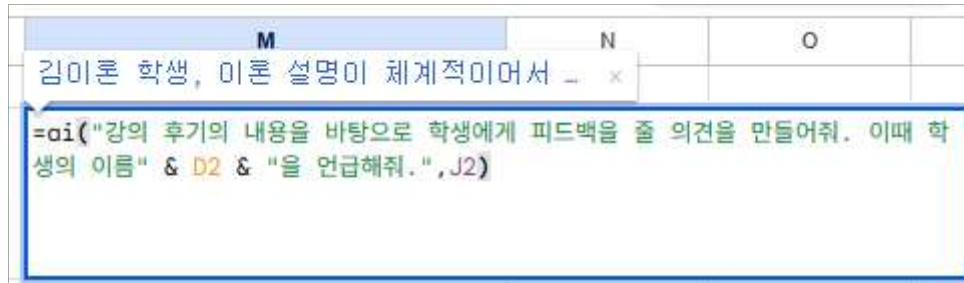 M N O
김이론 학생, 이론 설명이 체계적이어서 … ×
=ai("강의 후기의 내용을 바탕으로 학생에게 피드백을 줄 의견을 만들어줘. 이때 학
생의 이름" & D2 & "을 언급해줘.",J2)